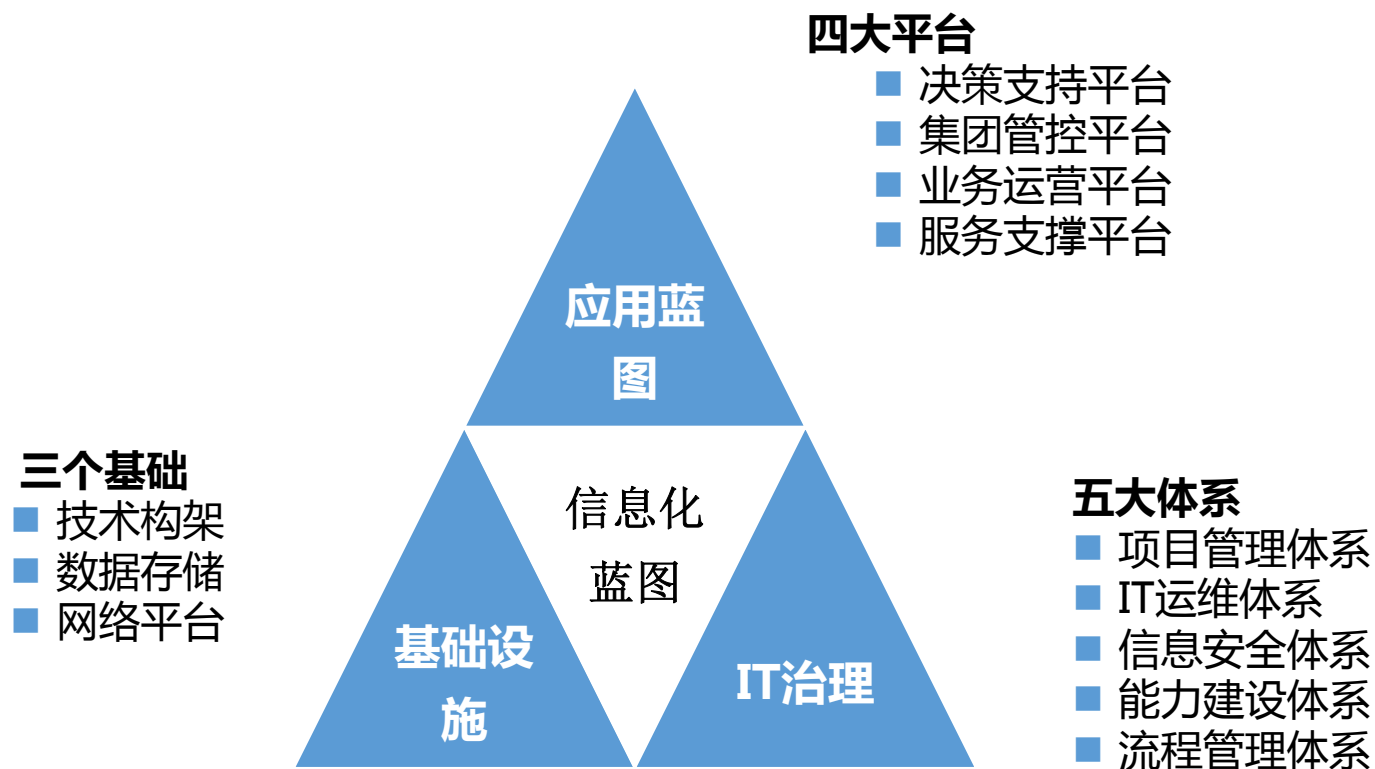 四大平台
决策支持平台
集团管控平台
业务运营平台
服务支撑平台
应用蓝
图
三个基础
技术构架
数据存储
网络平台
信息化
蓝图
基础设
施
IT治理
五大体系
项目管理体系
IT运维体系
信息安全体系
能力建设体系
流程管理体系